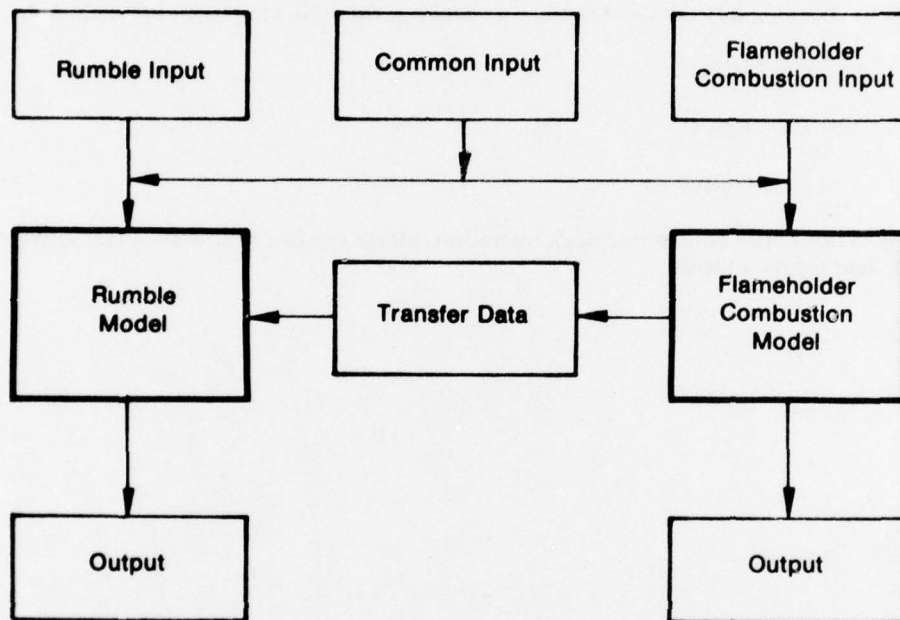 Rumble Input
Common Input
Flameholder
Combustion Input
Rumble
Model
Transfer Data
Flameholder
Combustion
Model
Output
Output